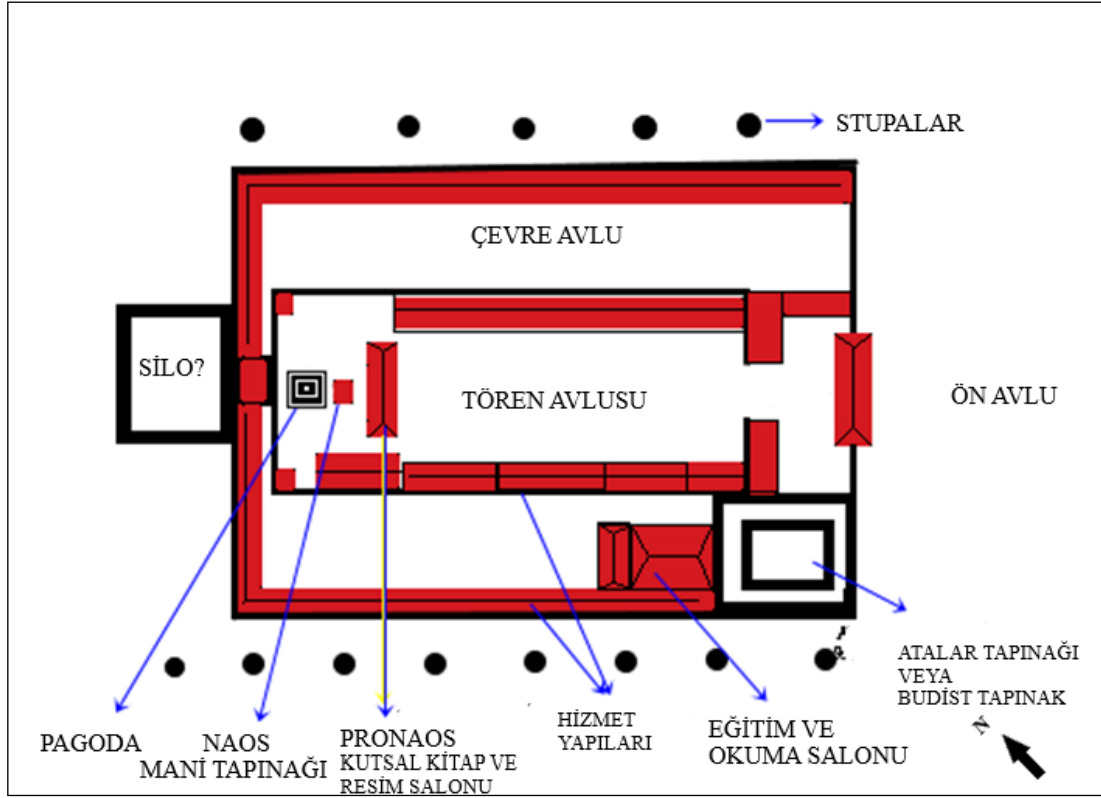 STUPALAR
ÇEVRE AVLU
SİLO?
TÖREN AVLUSU
ÖN AVLU
ATALAR TAPINAĞI
VEYA
BUDİST TAPINAK
PAGODA
NAOS
MANİ TAPINAĞI
PRONAOS
KUTSAL KİTAP VE
RESİM SALONU
HİZMET
YAPILARI
EĞİTİM VE
OKUMA SALONU
N